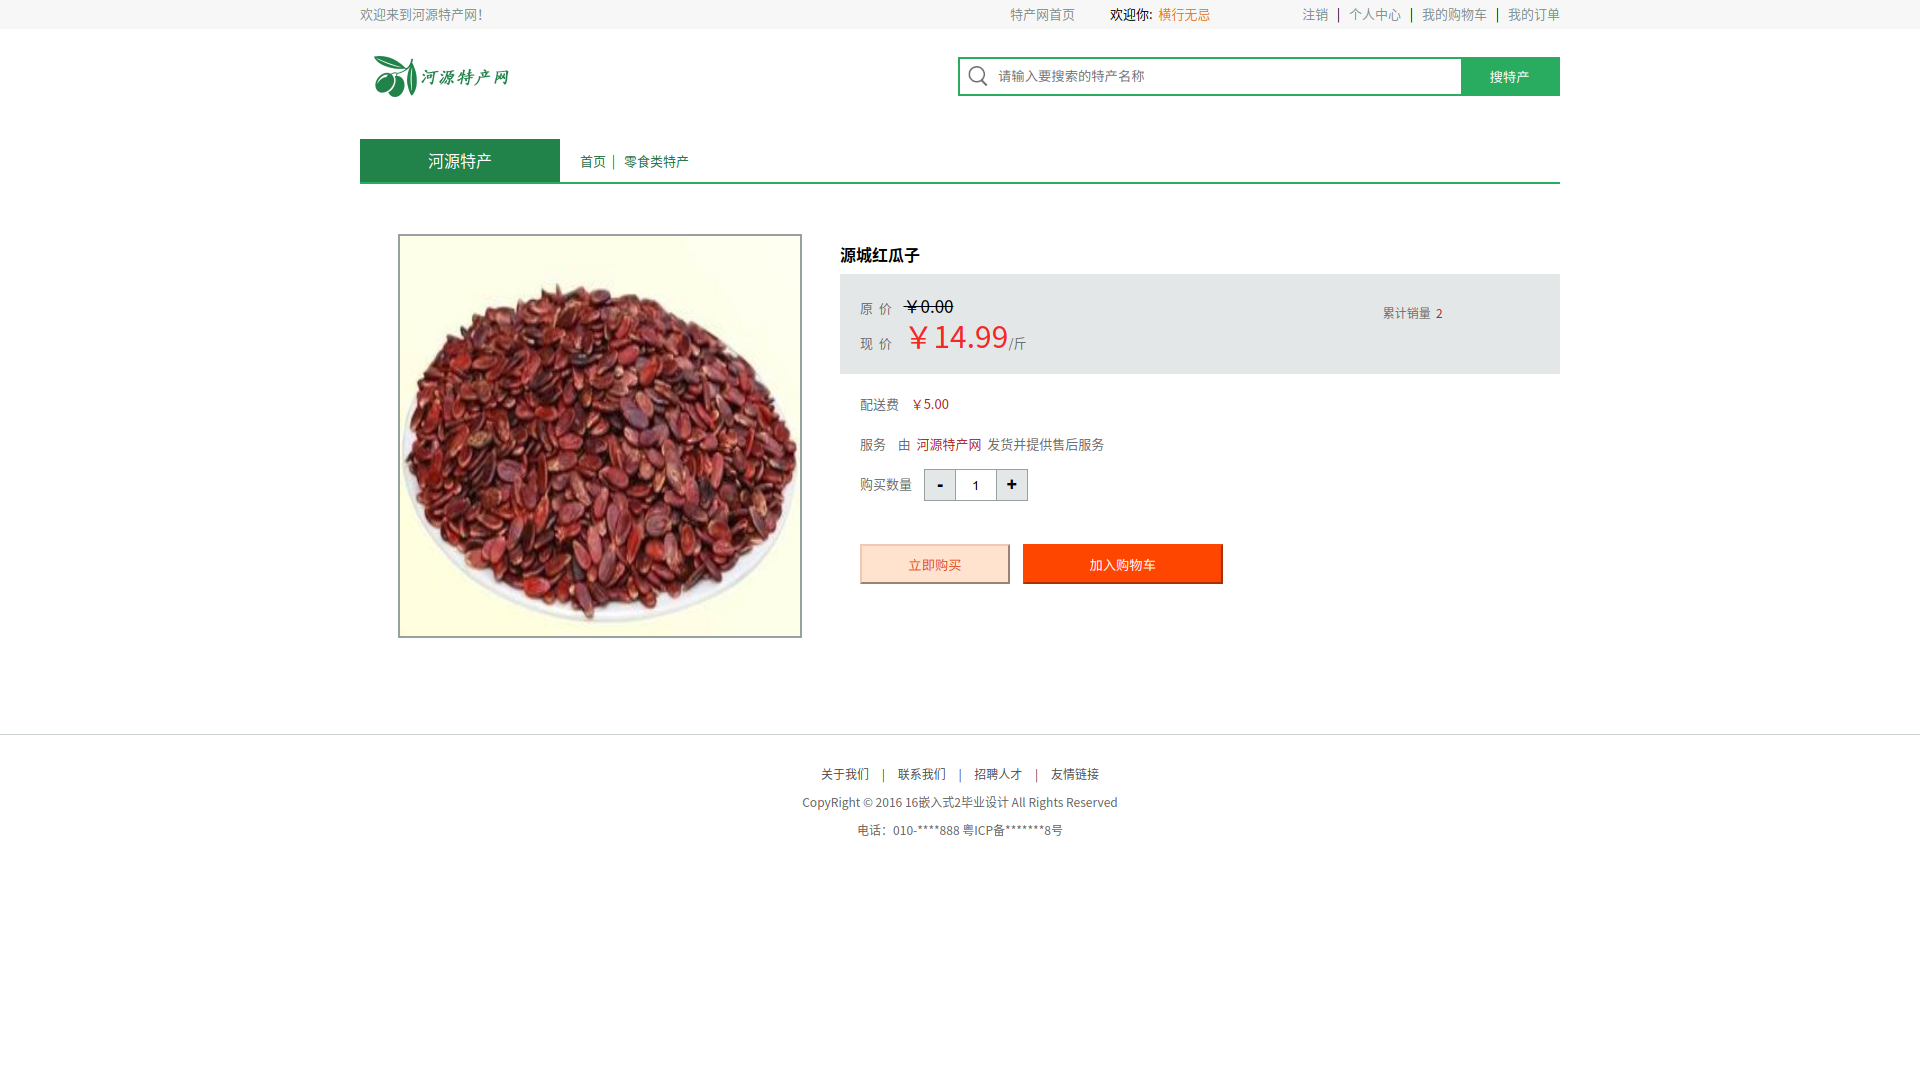 欢迎来到河源特产网！
特产网首页 欢迎你: 横行无忌 注销 | 个人中心 | 我的购物车 | 我的订单
河源特产网
请输入要搜索的特产名称 搜特产
河源特产 首页 | 零食类特产
源城红瓜子
原 价 ￥0.00
累计销量 2
现 价 ￥14.99/斤
配送费 ￥5.00
服务 由 河源特产网 发货并提供售后服务
购买数量 - 1 +
立即购买 加入购物车
关于我们 | 联系我们 | 招聘人才 | 友情链接
CopyRight © 2016 16嵌入式2毕业设计 All Rights Reserved
电话：010-****888 粤ICP备*******8号